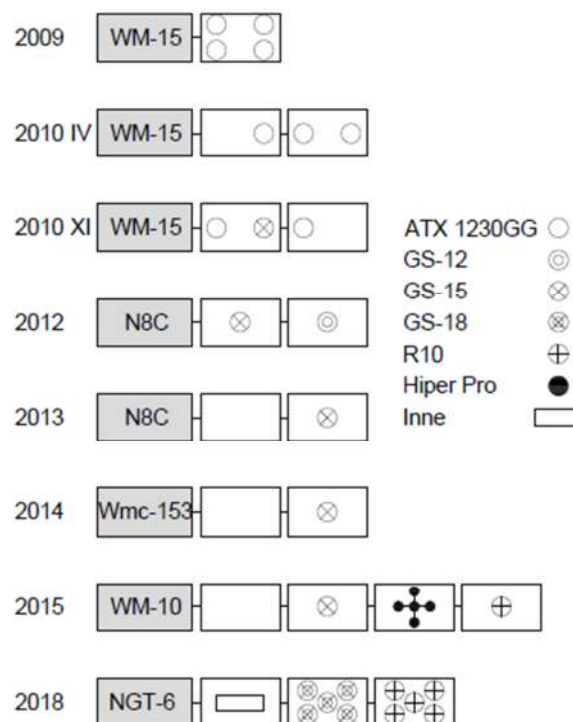 2009 WM-15
2010 IV WM-15
2010 XI WM-15
ATX 1230GG
GS-12
2012 N8C
GS-15
GS-18
R10
Hiper Pro
2013 N8C
Inne
2014 Wmc-153
2015 WM-10
2018 NGT-6